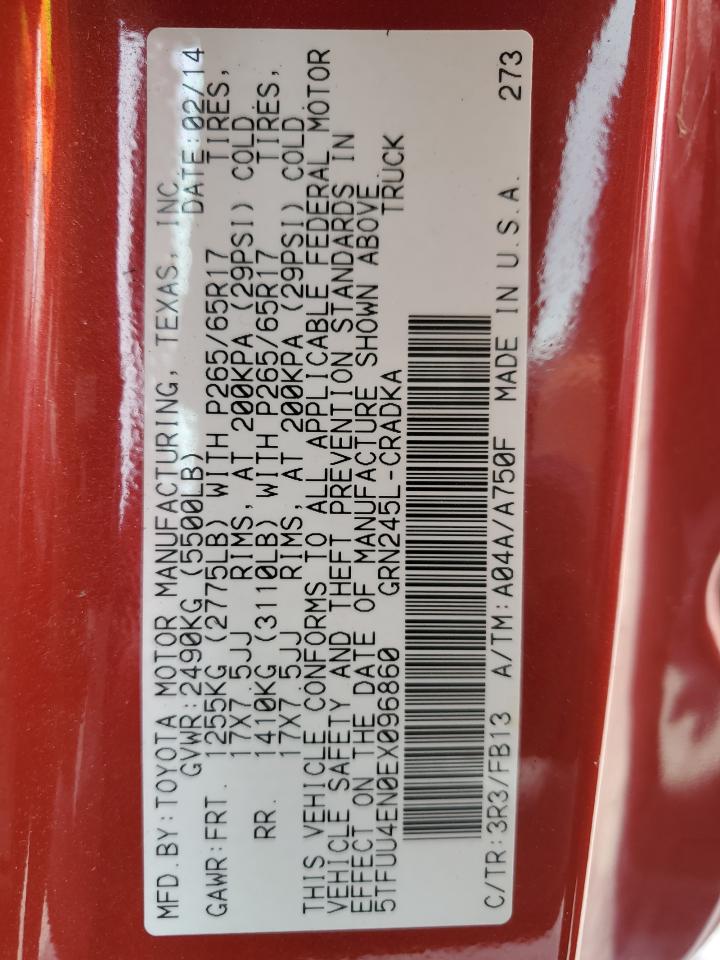 MFD.BY:TOYOTA MOTOR MANUFACTURING, TEXAS, INC.
GVWR:2490KG (5500LB) DATE:02/14
GAWR:FRT. 1255KG (2775LB) WITH P265/65R17 TIRES,
17X7.5JJ RIMS, AT 200KPA (29PSI) COLD
RR. 1410KG (3110LB) WITH P265/65R17 TIRES,
17X7.5JJ RIMS, AT 200KPA (29PSI) COLD
THIS VEHICLE CONFORMS TO ALL APPLICABLE FEDERAL MOTOR
VEHICLE SAFETY AND THEFT PREVENTION STANDARDS IN
EFFECT ON THE DATE OF MANUFACTURE SHOWN ABOVE.
5TFUU4EN0EX096860 GRN245L-CRADKA TRUCK
C/TR:3R3/FB13 A/TM:A04A/A750F MADE IN U.S.A. 273